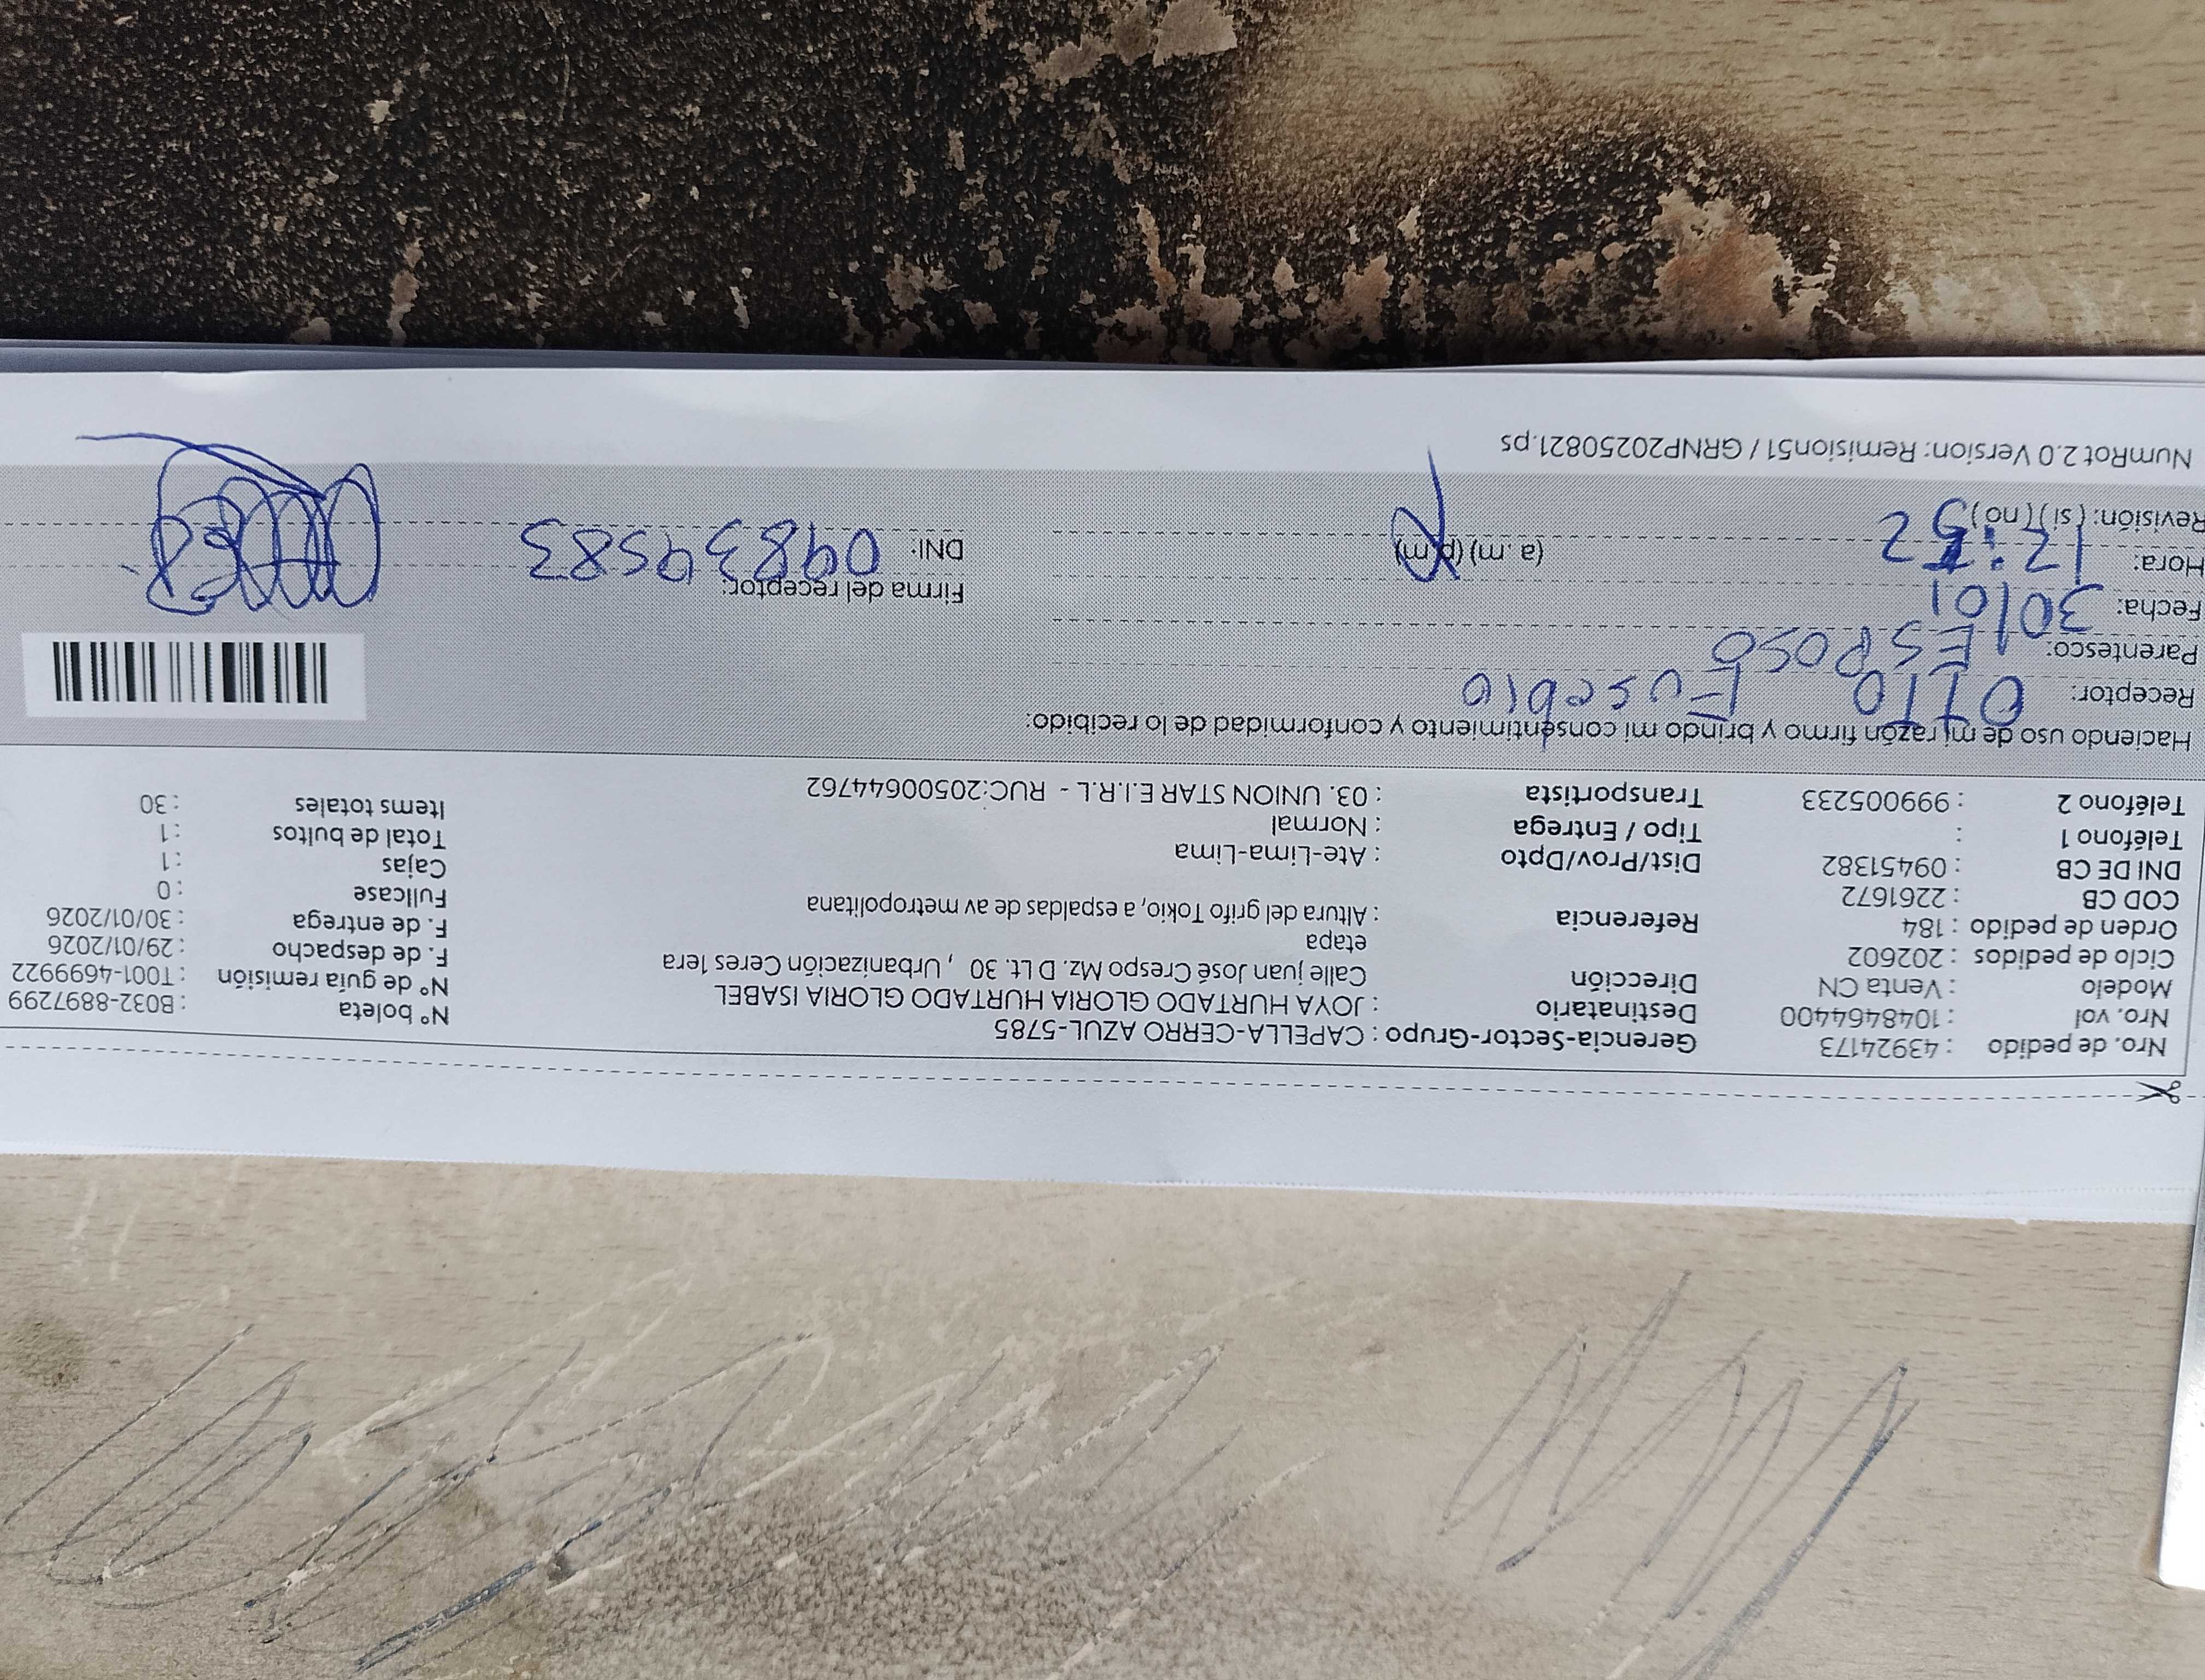 Nro. de pedido : 43924173
Nro. vol : 1048464400
Modelo : Venta CN
Ciclo de pedidos : 202602
Orden de pedido : 184
COD CB : 2261672
DNI DE CB : 09451382
Teléfono 1 :
Teléfono 2 : 999005233
Gerencia-Sector-Grupo : CAPELLA-CERRO AZUL-5785
Destinatario : JOYA HURTADO GLORIA HURTADO GLORIA ISABEL
Dirección Calle juan José Crespo Mz. D Lt. 30 , Urbanización Ceres 1era
etapa
Referencia : Altura del grifo Tokio, a espaldas de av metropolitana
Dist/Prov/Dpto : Ate-Lima-Lima
Tipo / Entrega : Normal
Transportista : 03. UNION STAR E.I.R.L - RUC:20500644762
Nº boleta : B032-8897299
Nº de guía remisión : T001-4699922
F. de despacho : 29/01/2026
F. de entrega : 30/01/2026
Fullcase : 0
Cajas : 1
Total de bultos : 1
Items totales : 30
Haciendo uso de mi razón firmo y brindo mi consentimiento y conformidad de lo recibido:
Receptor: OTTO Eusebio
Parentesco: ESPOSO
Fecha: 30/01
Hora: 12:52 (a. m) (p.m)
Revisión: (si) (no)
Firma del receptor:
DNI: 09839583
NumRot 2.0 Version: Remision51 / GRNP20250821.ps